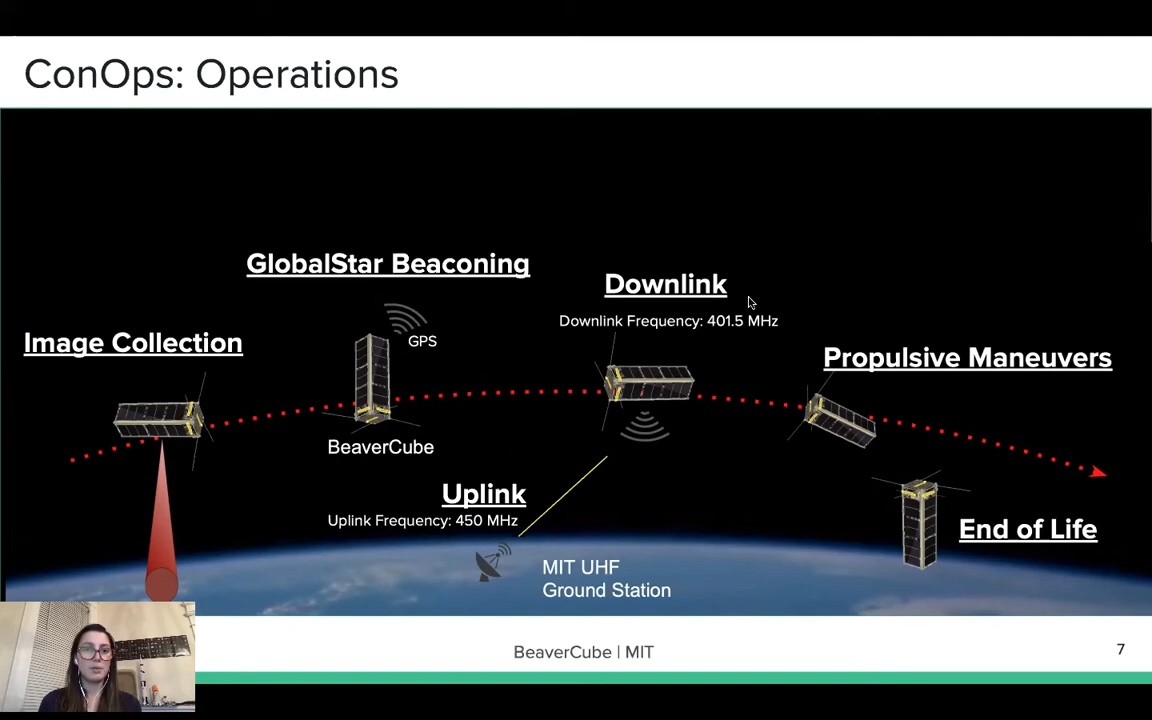 ConOps: Operations
GlobalStar Beaconing
Downlink
Downlink Frequency: 401.5 MHz
GPS
Image Collection
Propulsive Maneuvers
BeaverCube
Uplink
Uplink Frequency: 450 MHz
End of Life
MIT UHF
Ground Station
BeaverCube | MIT
7